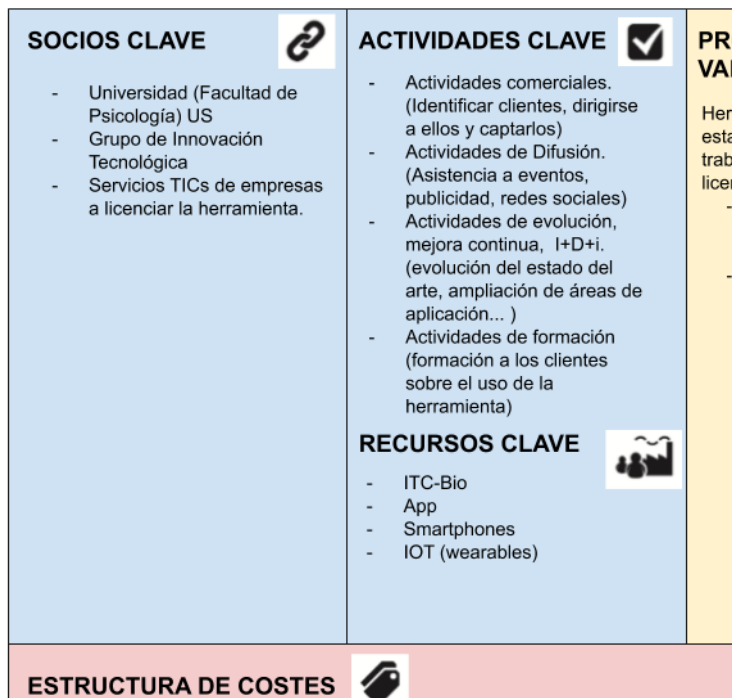 SOCIOS CLAVE
- Universidad (Facultad de
Psicología) US
- Grupo de Innovación
Tecnológica
- Servicios TICs de empresas
a licenciar la herramienta.
ACTIVIDADES CLAVE
- Actividades comerciales.
(Identificar clientes, dirigirse
a ellos y captarlos)
- Actividades de Difusión.
(Asistencia a eventos,
publicidad, redes sociales)
- Actividades de evolución,
mejora continua, I+D+i.
(evolución del estado del
arte, ampliación de áreas de
aplicación... )
- Actividades de formación
(formación a los clientes
sobre el uso de la
herramienta)
RECURSOS CLAVE
- ITC-Bio
- App
- Smartphones
- IOT (wearables)
ESTRUCTURA DE COSTES